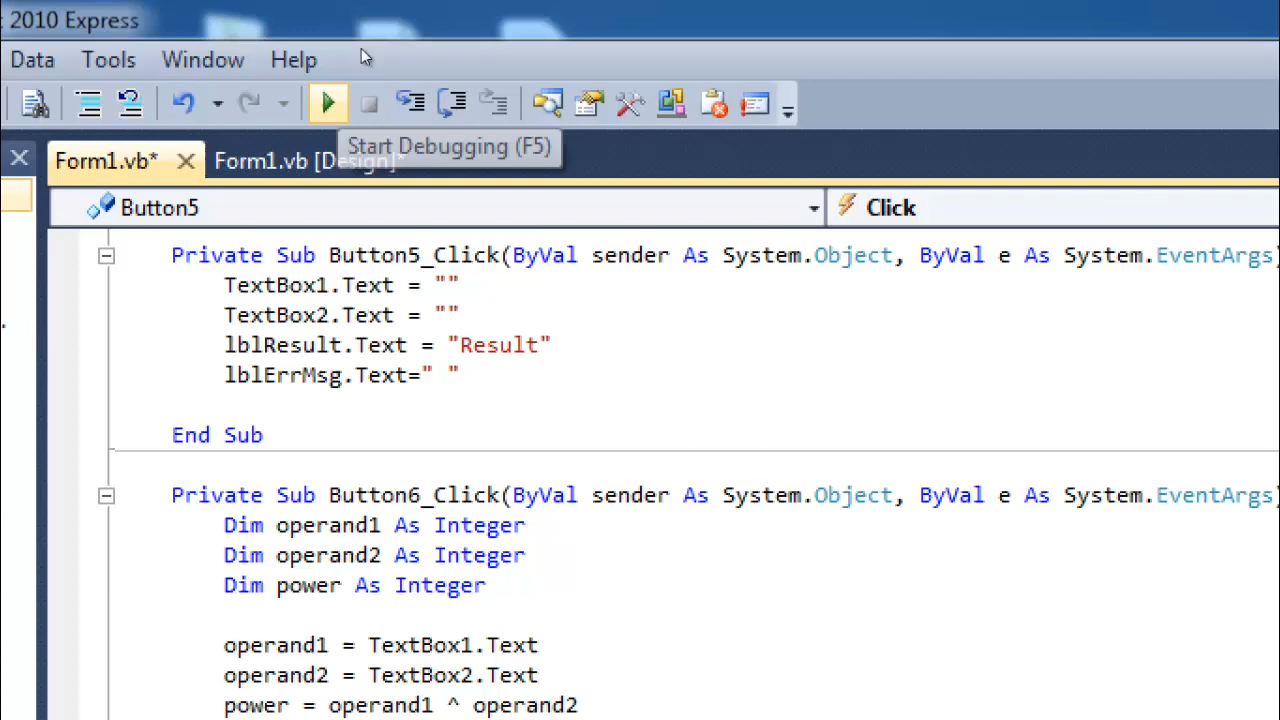 : 2010 Express
Data Tools Window Help
Start Debugging (F5)
Form1.vb* Form1.vb [Design]*
Button5 Click
Private Sub Button5_Click(ByVal sender As System.Object, ByVal e As System.EventArgs)
TextBox1.Text = ""
TextBox2.Text = ""
lblResult.Text = "Result"
lblErrMsg.Text=" "
End Sub
Private Sub Button6_Click(ByVal sender As System.Object, ByVal e As System.EventArgs)
Dim operand1 As Integer
Dim operand2 As Integer
Dim power As Integer
operand1 = TextBox1.Text
operand2 = TextBox2.Text
power = operand1 ^ operand2